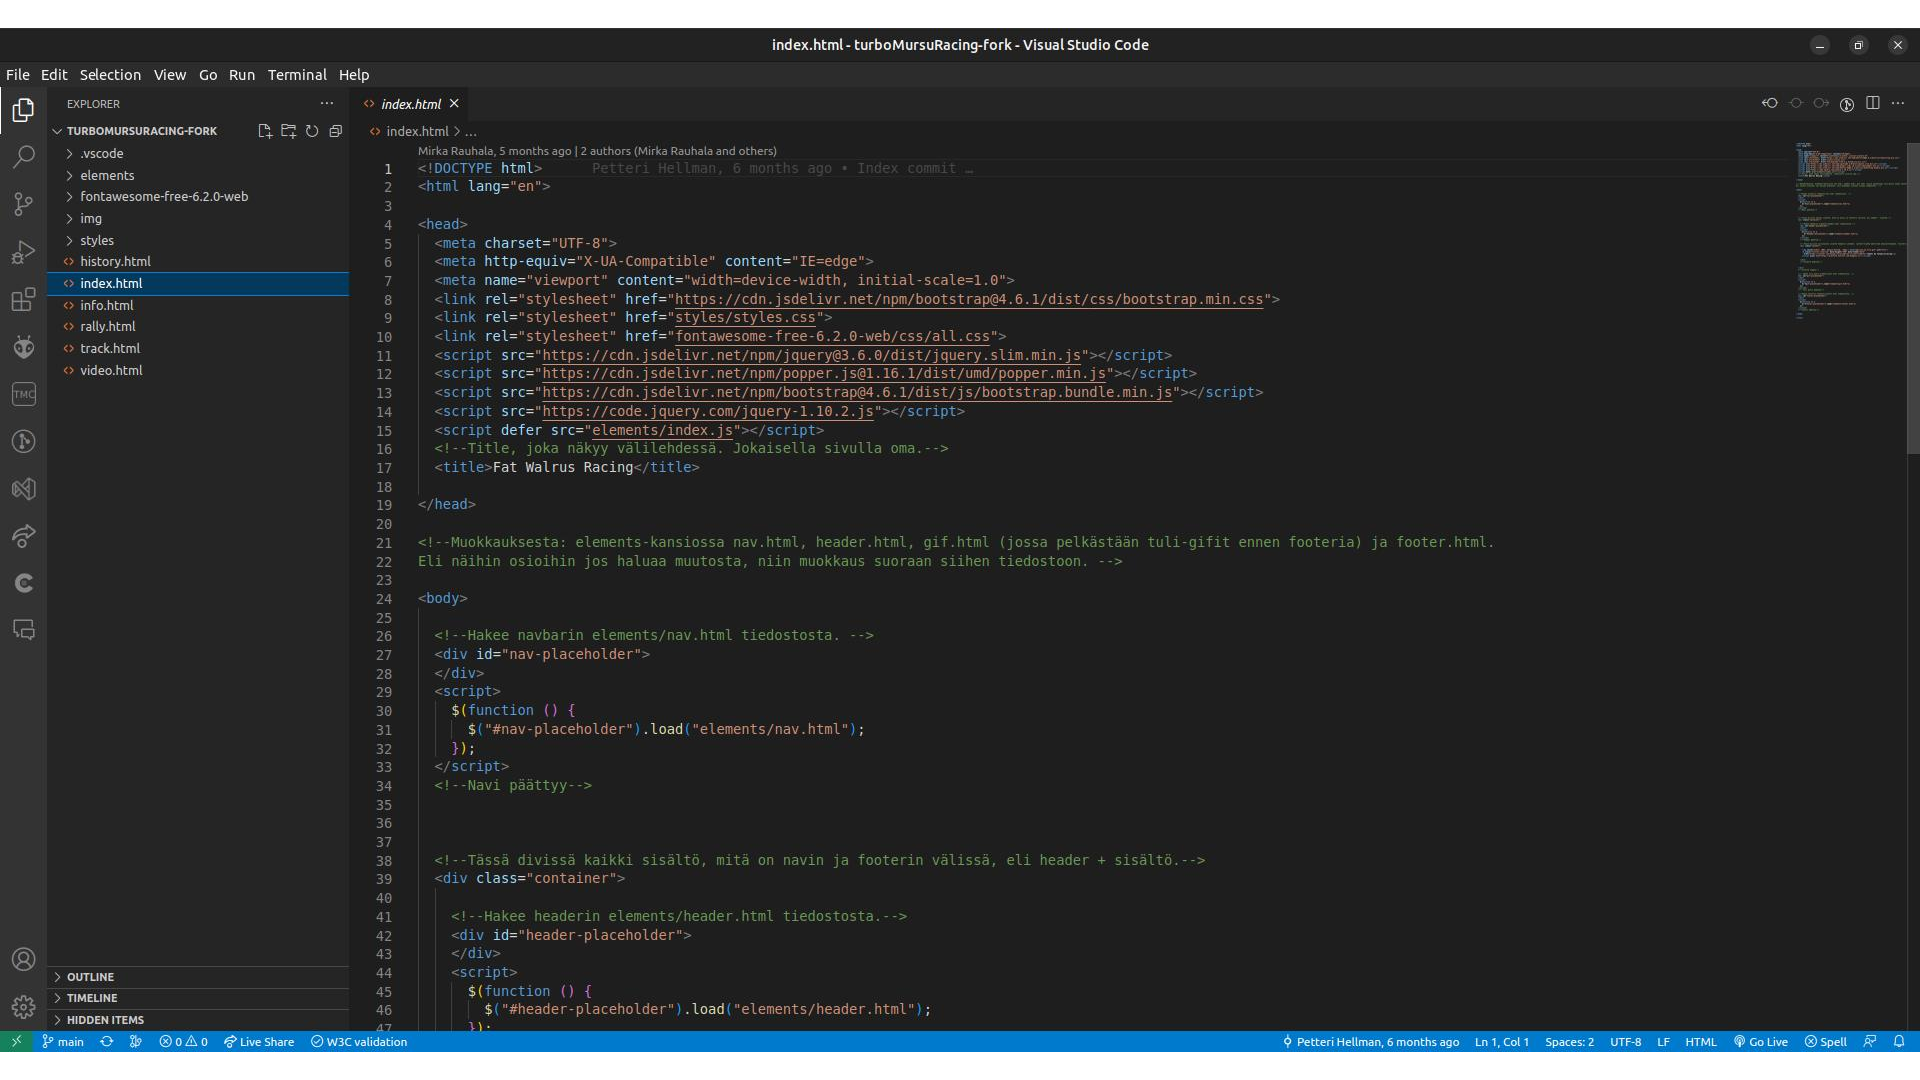 index.html - turboMursuRacing-fork - Visual Studio Code
File Edit Selection View Go Run Terminal Help
EXPLORER
TURBOMURSURACING-FORK
.vscode
elements
fontawesome-free-6.2.0-web
img
styles
history.html
index.html
info.html
rally.html
track.html
video.html
TMC
OUTLINE
TIMELINE
HIDDEN ITEMS
index.html
index.html > ...
Mirka Rauhala, 5 months ago | 2 authors (Mirka Rauhala and others)
1 <!DOCTYPE html> Petteri Hellman, 6 months ago • Index commit …
2 <html lang="en">
3
4 <head>
5 <meta charset="UTF-8">
6 <meta http-equiv="X-UA-Compatible" content="IE=edge">
7 <meta name="viewport" content="width=device-width, initial-scale=1.0">
8 <link rel="stylesheet" href="https://cdn.jsdelivr.net/npm/bootstrap@4.6.1/dist/css/bootstrap.min.css">
9 <link rel="stylesheet" href="styles/styles.css">
10 <link rel="stylesheet" href="fontawesome-free-6.2.0-web/css/all.css">
11 <script src="https://cdn.jsdelivr.net/npm/jquery@3.6.0/dist/jquery.slim.min.js"></script>
12 <script src="https://cdn.jsdelivr.net/npm/popper.js@1.16.1/dist/umd/popper.min.js"></script>
13 <script src="https://cdn.jsdelivr.net/npm/bootstrap@4.6.1/dist/js/bootstrap.bundle.min.js"></script>
14 <script src="https://code.jquery.com/jquery-1.10.2.js"></script>
15 <script defer src="elements/index.js"></script>
16 <!--Title, joka näkyy välilehdessä. Jokaisella sivulla oma.-->
17 <title>Fat Walrus Racing</title>
18
19 </head>
20
21 <!--Muokkauksesta: elements-kansiossa nav.html, header.html, gif.html (jossa pelkästään tuli-gifit ennen footeria) ja footer.html.
22 Eli näihin osioihin jos haluaa muutosta, niin muokkaus suoraan siihen tiedostoon. -->
23
24 <body>
25
26 <!--Hakee navbarin elements/nav.html tiedostosta. -->
27 <div id="nav-placeholder">
28 </div>
29 <script>
30 $(function () {
31 $("#nav-placeholder").load("elements/nav.html");
32 });
33 </script>
34 <!--Navi päättyy-->
35
36
37
38 <!--Tässä divissä kaikki sisältö, mitä on navin ja footerin välissä, eli header + sisältö.-->
39 <div class="container">
40
41 <!--Hakee headerin elements/header.html tiedostosta.-->
42 <div id="header-placeholder">
43 </div>
44 <script>
45 $(function () {
46 $("#header-placeholder").load("elements/header.html");
47 });
main 0 0 Live Share W3C validation Petteri Hellman, 6 months ago Ln 1, Col 1 Spaces: 2 UTF-8 LF HTML Go Live Spell